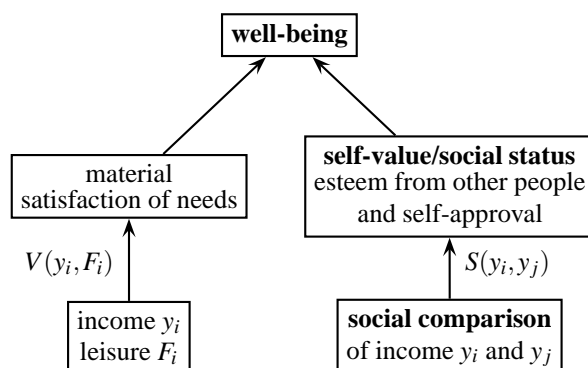 well-being
material
satisfaction of needs
self-value/social status
esteem from other people
and self-approval
V(y_i, F_i)
S(y_i, y_j)
income y_i
leisure F_i
social comparison
of income y_i and y_j